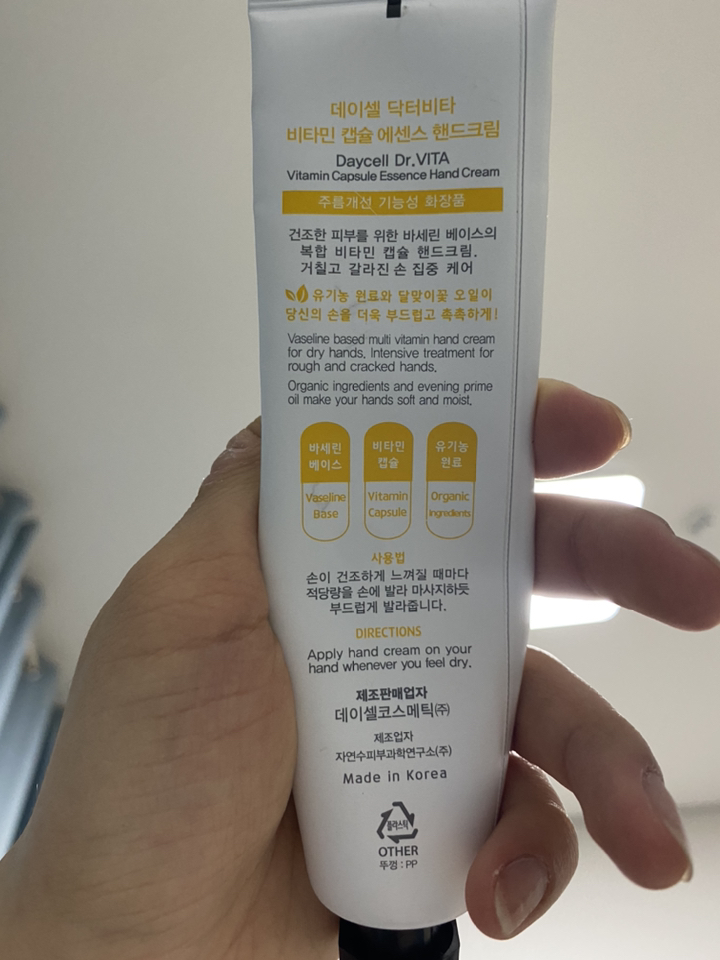 데이셀 닥터비타
비타민 캡슐 에센스 핸드크림
Daycell Dr.VITA
Vitamin Capsule Essence Hand Cream
주름개선 기능성 화장품
건조한 피부를 위한 바세린 베이스의
복합 비타민 캡슐 핸드크림.
거칠고 갈라진 손 집중 케어
유기농 원료와 달맞이꽃 오일이
당신의 손을 더욱 부드럽고 촉촉하게!
Vaseline based multi vitamin hand cream
for dry hands. Intensive treatment for
rough and cracked hands.
Organic ingredients and evening prime
oil make your hands soft and moist.
바세린
베이스
Vaseline
Base
비타민
캡슐
Vitamin
Capsule
유기농
원료
Organic
Ingredients
사용법
손이 건조하게 느껴질 때마다
적당량을 손에 발라 마사지하듯
부드럽게 발라줍니다.
DIRECTIONS
Apply hand cream on your
hand whenever you feel dry.
제조판매업자
데이셀코스메틱(주)
제조업자
자연수피부과학연구소(주)
Made in Korea
플라스틱
OTHER
뚜껑 : PP